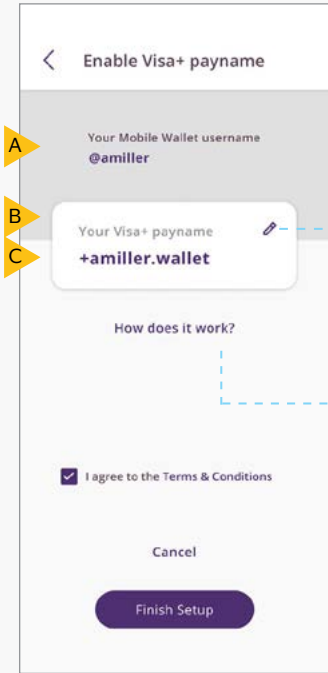 Enable Visa+ payname
A
Your Mobile Wallet username
@amiller
B
Your Visa+ payname
C
+amiller.wallet
How does it work?
I agree to the Terms & Conditions
Cancel
Finish Setup